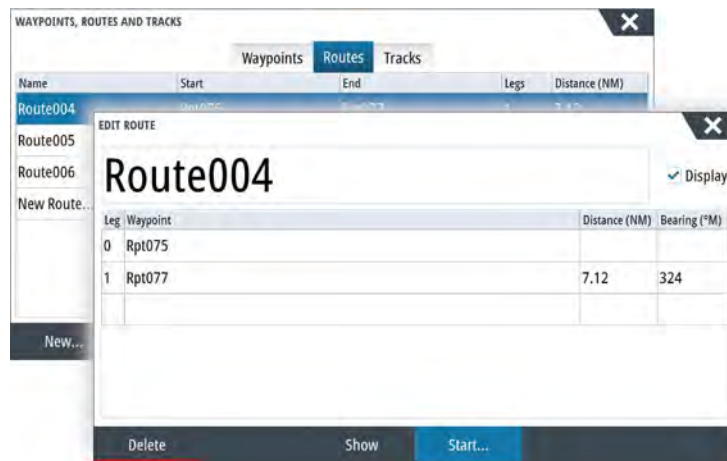 WAYPOINTS, ROUTES AND TRACKS
Waypoints Routes Tracks
Name Start End Legs Distance (NM)
Route004
Route005
Route006
New Route...
New...
EDIT ROUTE
Route004
Display
Leg Waypoint Distance (NM) Bearing (°M)
0 Rpt075
1 Rpt077 7.12 324
Delete Show Start...